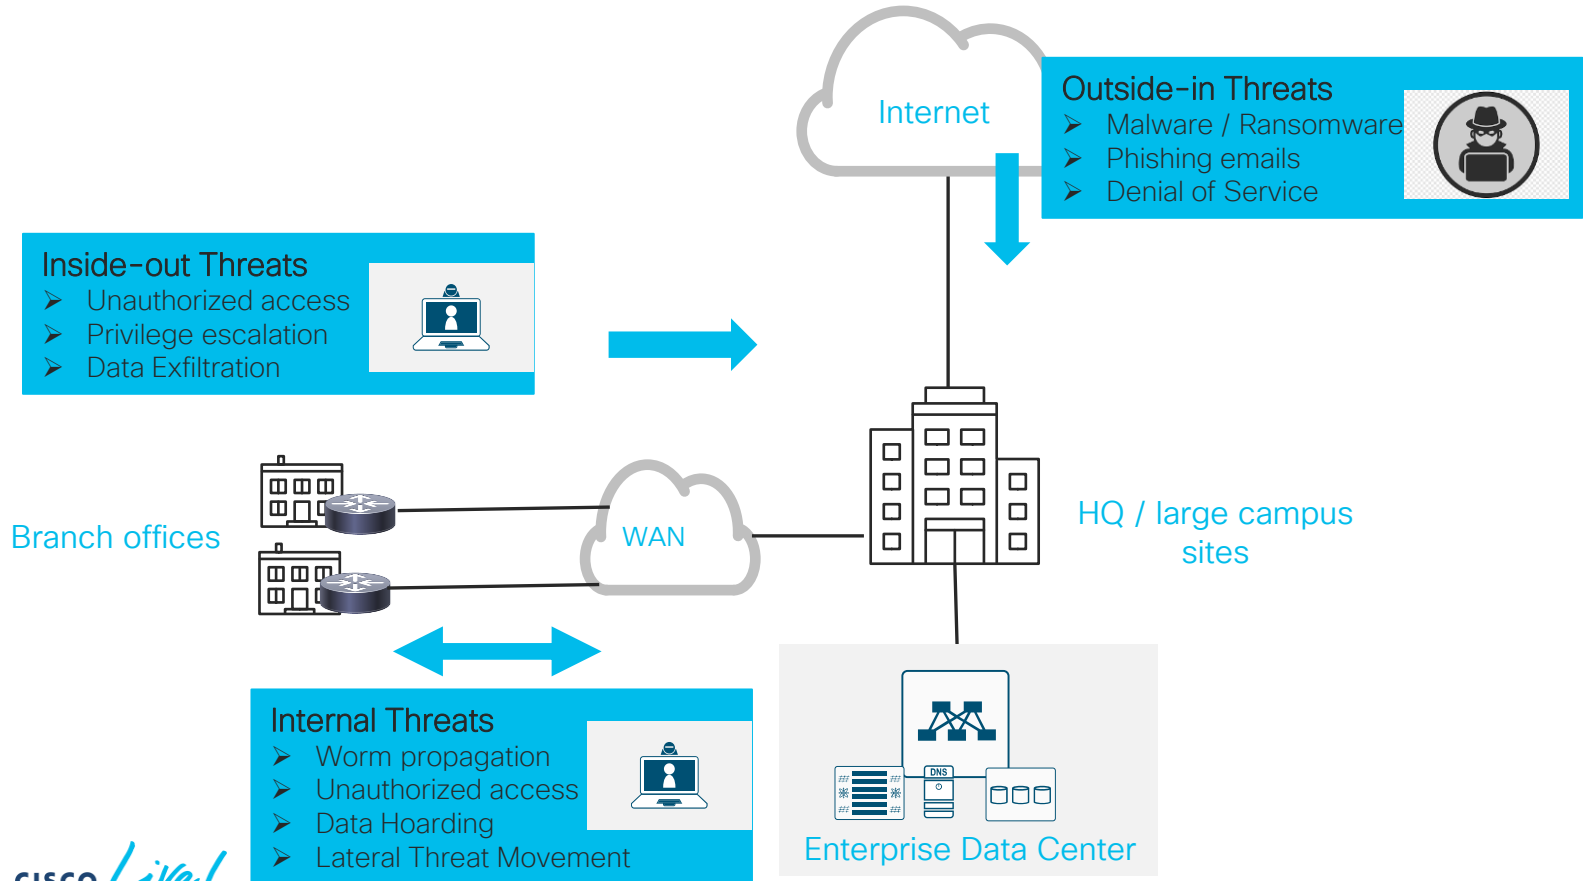 Internet
Outside-in Threats
➢ Malware / Ransomware
➢ Phishing emails
➢ Denial of Service
Inside-out Threats
➢ Unauthorized access
➢ Privilege escalation
➢ Data Exfiltration
Branch offices
WAN
HQ / large campus
sites
Internal Threats
➢ Worm propagation
➢ Unauthorized access
➢ Data Hoarding
➢ Lateral Threat Movement
DNS
Enterprise Data Center
CISCO Live!